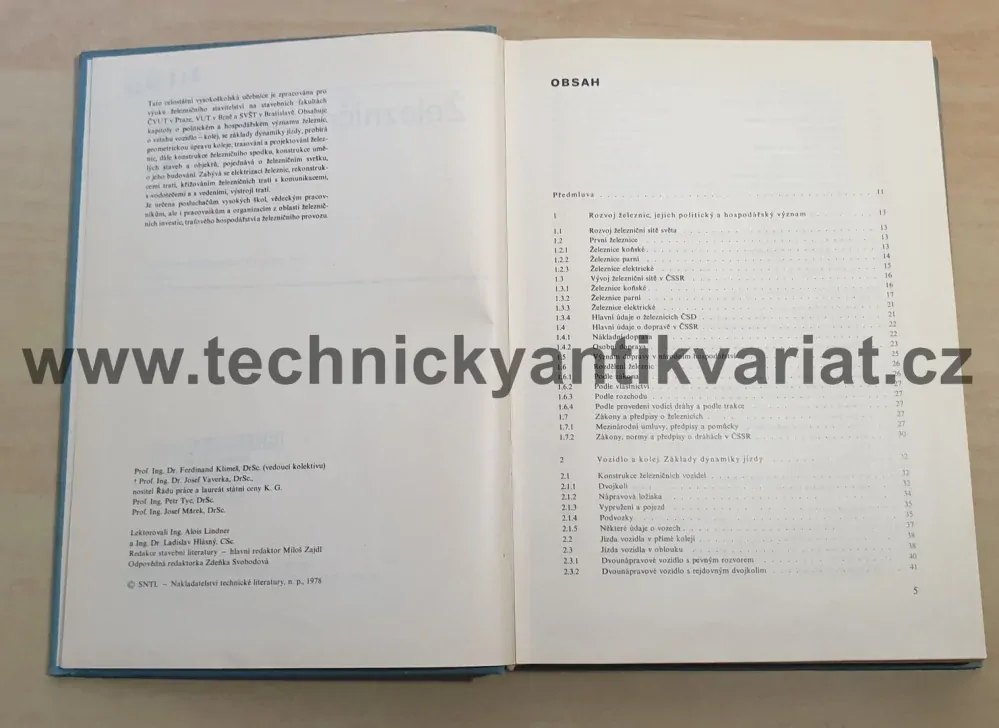 Tato celostátní vysokoškolská učebnice je zpracována pro
výuku železničního stavitelství na stavebních fakultách
ČVUT v Praze, VUT v Brně a SVŠT v Bratislavě. Obsahuje
kapitoly o politickém a hospodářském významu železnic,
o vztahu vozidlo – kolej, se základy dynamiky jízdy, probírá
geometrickou úpravu koleje, trasování a projektování želez-
nic, dále konstrukce železničního spodku, konstrukce umě-
lých staveb a objektů, pojednává o železničním svršku,
o jeho budování. Zabývá se elektrizací železnic, rekonstruk-
cemi tratí, křižováním železničních tratí s komunikacemi,
s vodotečemi a s vedeními, výstrojí tratí.
Je určena posluchačům vysokých škol, vědeckým pracov-
níkům, ale i pracovníkům a organizacím z oblasti železnič-
ních investic, traťového hospodářství a železničního provozu.
Prof. Ing. Dr. Ferdinand Klimeš, DrSc. (vedoucí kolektivu)
† Prof. Ing. Dr. Josef Vaverka, DrSc.,
nositel Řádu práce a laureát státní ceny K. G.
Prof. Ing. Petr Tyc, DrSc.
Prof. Ing. Josef Márek, DrSc.
Lektorovali Ing. Alois Lindner
a Ing. Dr. Ladislav Hlásný, CSc.
Redakce stavební literatury – hlavní redaktor Miloš Zajdl
Odpovědná redaktorka Zdeňka Svobodová
© SNTL – Nakladatelství technické literatury, n. p., 1978
OBSAH
Předmluva 11
1 Rozvoj železnic, jejich politický a hospodářský význam 13
1.1 Rozvoj železniční sítě světa 13
1.2 První železnice 13
1.2.1 Železnice koňské 13
1.2.2 Železnice parní 14
1.2.3 Železnice elektrické 15
1.3 Vývoj železniční sítě v ČSSR 16
1.3.1 Železnice koňské 16
1.3.2 Železnice parní 17
1.3.3 Železnice elektrické 21
1.3.4 Hlavní údaje o železnicích ČSD 21
1.4 Hlavní údaje o dopravě v ČSSR 22
1.4.1 Nákladní doprava 22
1.4.2 Osobní doprava 23
1.5 Význam dopravy v národním hospodářství 25
1.6 Rozdělení železnic 26
1.6.1 Podle zákona 26
1.6.2 Podle vlastnictví 27
1.6.3 Podle rozchodu 27
1.6.4 Podle provedení vodicí dráhy a podle trakce 27
1.7 Zákony a předpisy o železnicích 27
1.7.1 Mezinárodní úmluvy, předpisy a pomůcky 27
1.7.2 Zákony, normy a předpisy o dráhách v ČSSR 30
2 Vozidlo a kolej. Základy dynamiky jízdy 32
2.1 Konstrukce železničních vozidel 32
2.1.1 Dvojkolí 32
2.1.2 Nápravová ložiska 34
2.1.3 Vypružení a pojezd 35
2.1.4 Podvozky 35
2.1.5 Některé údaje o vozech 37
2.2 Jízda vozidla v přímé koleji 38
2.3 Jízda vozidla v oblouku 38
2.3.1 Dvounápravové vozidlo s pevným rozvorem 40
2.3.2 Dvounápravové vozidlo s rejdovným dvojkolím 41
5
www.technickyantikvariat.cz